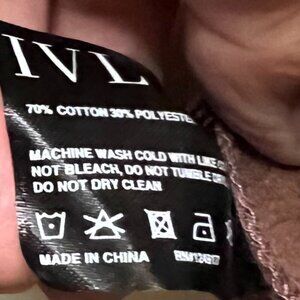 IVL
70% COTTON 30% POLYESTE
MACHINE WASH COLD WITH LIKE
NOT BLEACH, DO NOT TUMBLE
DO NOT DRY CLEAN
MADE IN CHINA